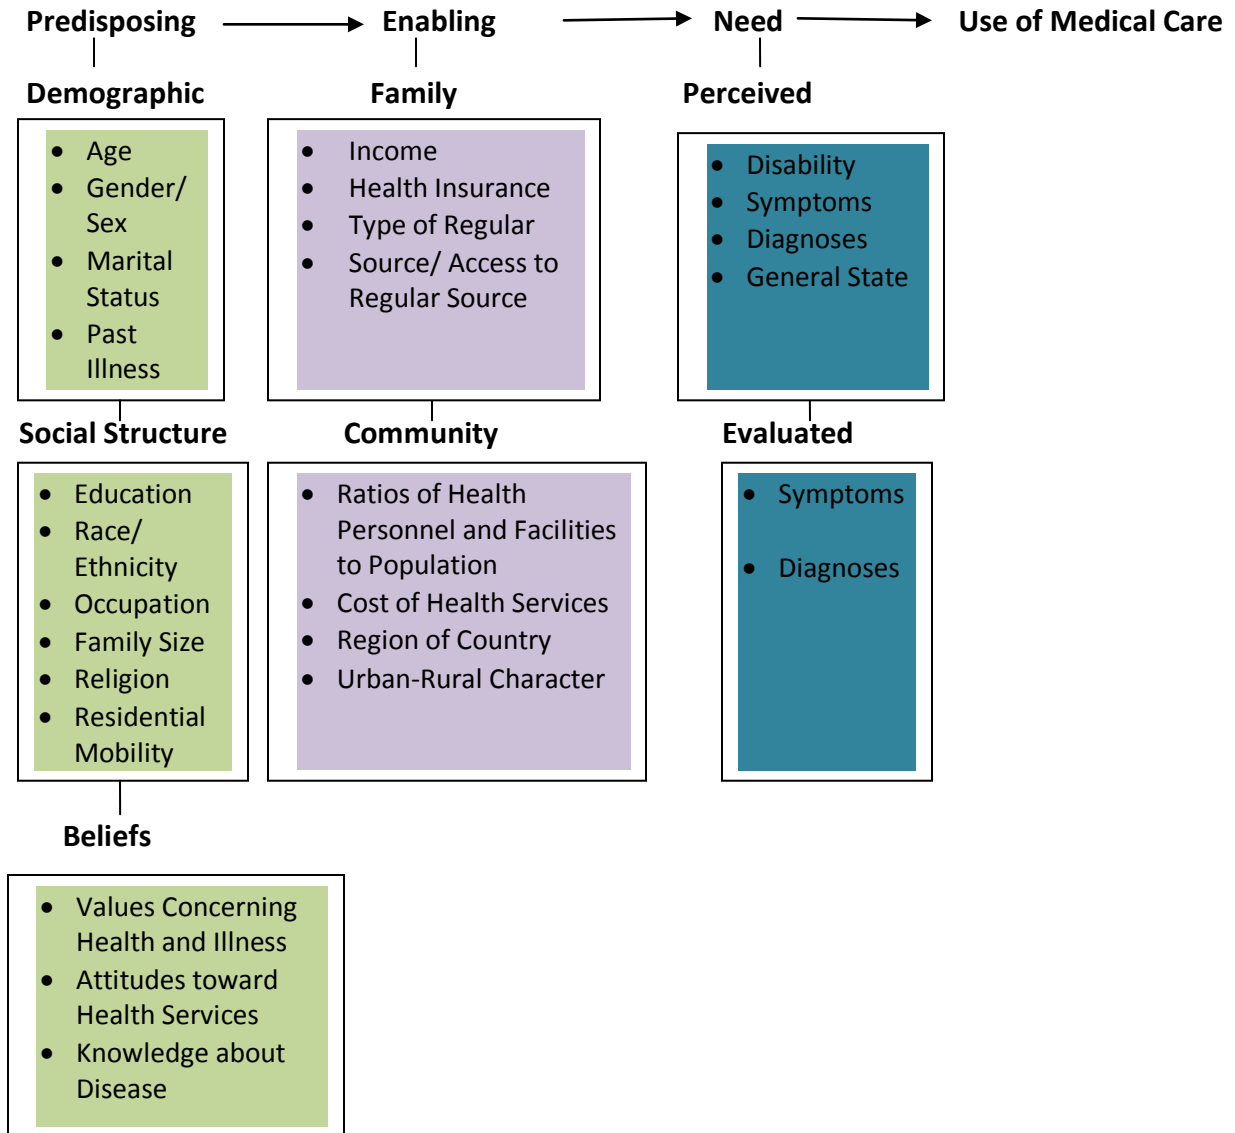 Predisposing Enabling Need Use of Medical Care
Demographic Family Perceived
• Age
• Gender/
Sex
• Marital
Status
• Past
Illness
• Income
• Health Insurance
• Type of Regular
• Source/ Access to
Regular Source
• Disability
• Symptoms
• Diagnoses
• General State
Social Structure Community Evaluated
• Education
• Race/
Ethnicity
• Occupation
• Family Size
• Religion
• Residential
Mobility
• Ratios of Health
Personnel and Facilities
to Population
• Cost of Health Services
• Region of Country
• Urban-Rural Character
• Symptoms
• Diagnoses
Beliefs
• Values Concerning
Health and Illness
• Attitudes toward
Health Services
• Knowledge about
Disease